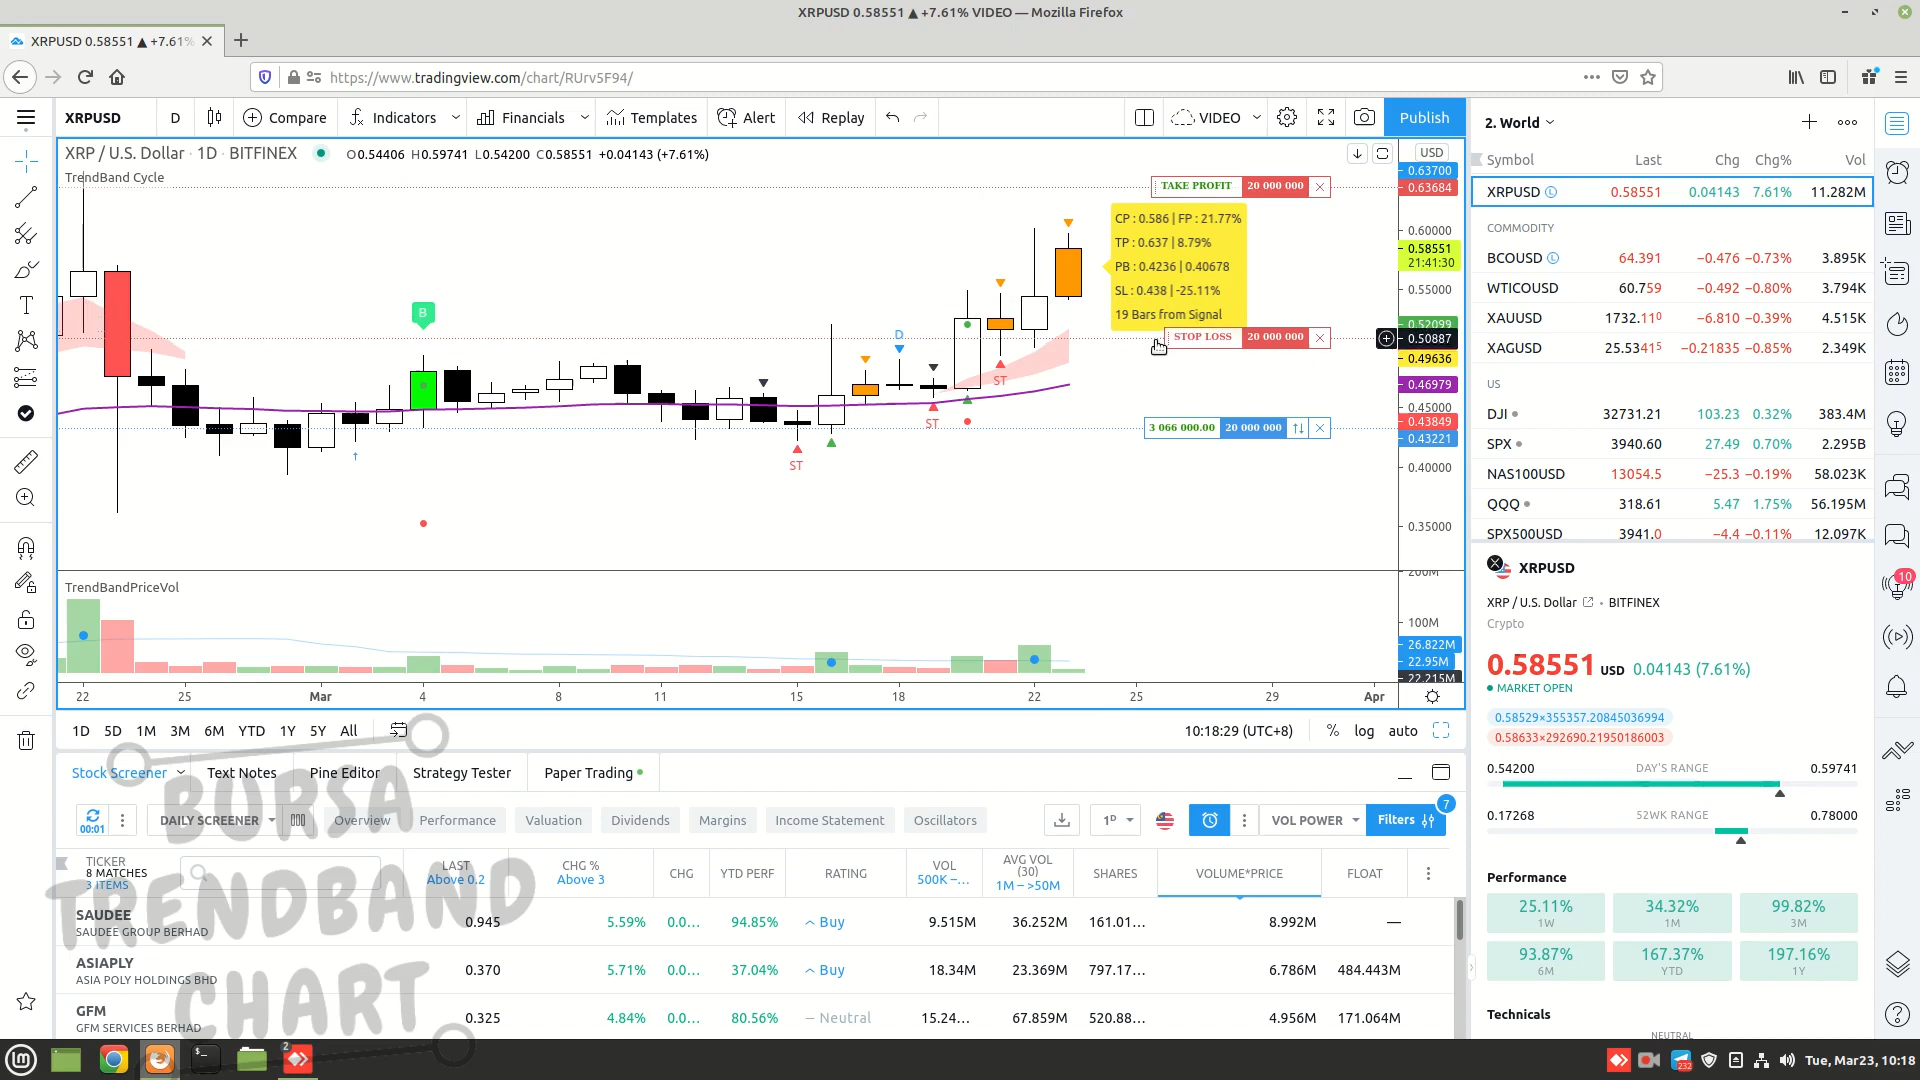 XRPUSD 0.58551 ▲ +7.61% VIDEO — Mozilla Firefox
XRPUSD 0.58551 ▲ +7.61%
https://www.tradingview.com/chart/RUrv5F94/
XRPUSD D Compare Indicators Financials Templates Alert Replay VIDEO Publish
XRP / U.S. Dollar · 1D · BITFINEX O0.54406 H0.59741 L0.54200 C0.58551 +0.04143 (+7.61%)
TrendBand Cycle
USD
0.63700
0.63684
0.60000
0.58551
21:41:30
0.55000
0.52099
0.50887
0.49636
0.46979
0.45000
0.43849
0.43221
0.40000
0.35000
TAKE PROFIT 20 000 000
CP : 0.586 | FP : 21.77%
TP : 0.637 | 8.79%
PB : 0.4236 | 0.40678
SL : 0.438 | -25.11%
19 Bars from Signal
STOP LOSS 20 000 000
3 066 000.00 20 000 000
B
D
ST
ST
ST
TrendBandPriceVol
200M
100M
26.822M
22.95M
22.215M
22 25 Mar 4 8 11 15 18 22 25 29 Apr
1D 5D 1M 3M 6M YTD 1Y 5Y All 10:18:29 (UTC+8) % log auto
Stock Screener Text Notes Pine Editor Strategy Tester Paper Trading
00:01 DAILY SCREENER Overview Performance Valuation Dividends Margins Income Statement Oscillators 1D VOL POWER Filters 7
TICKER
8 MATCHES
3 ITEMS
LAST
Above 0.2
CHG %
Above 3
CHG
YTD PERF
RATING
VOL
500K –...
AVG VOL
(30)
1M – >50M
SHARES
VOLUME*PRICE
FLOAT
SAUDEE 0.945 5.59% 0.0... 94.85% Buy 9.515M 36.252M 161.01... 8.992M —
SAUDEE GROUP BERHAD
ASIAPLY 0.370 5.71% 0.0... 37.04% Buy 18.34M 23.369M 797.17... 6.786M 484.443M
ASIA POLY HOLDINGS BHD
GFM 0.325 4.84% 0.0... 80.56% — Neutral 15.24... 67.859M 520.88... 4.956M 171.064M
GFM SERVICES BERHAD
BURSA
TRENDBAND
CHART
2. World
Symbol Last Chg Chg% Vol
XRPUSD 0.58551 0.04143 7.61% 11.282M
COMMODITY
BCOUSD 64.391 −0.476 −0.73% 3.895K
WTICOUSD 60.759 −0.492 −0.80% 3.794K
XAUUSD 1732.110 −6.810 −0.39% 4.515K
XAGUSD 25.53415 −0.21835 −0.85% 2.349K
US
DJI 32731.21 103.23 0.32% 383.4M
SPX 3940.60 27.49 0.70% 2.295B
NAS100USD 13054.5 −25.3 −0.19% 58.023K
QQQ 318.61 5.47 1.75% 56.195M
SPX500USD 3941.0 −4.4 −0.11% 12.097K
XRPUSD
XRP / U.S. Dollar • BITFINEX
Crypto
0.58551 USD 0.04143 (7.61%)
MARKET OPEN
0.58529×355357.20845036994
0.58633×292690.21950186003
0.54200 DAY'S RANGE 0.59741
0.17268 52WK RANGE 0.78000
Performance
25.11% 34.32% 99.82%
1W 1M 3M
93.87% 167.37% 197.16%
6M YTD 1Y
Technicals
NEUTRAL
10
2
232
Tue, Mar23, 10:18